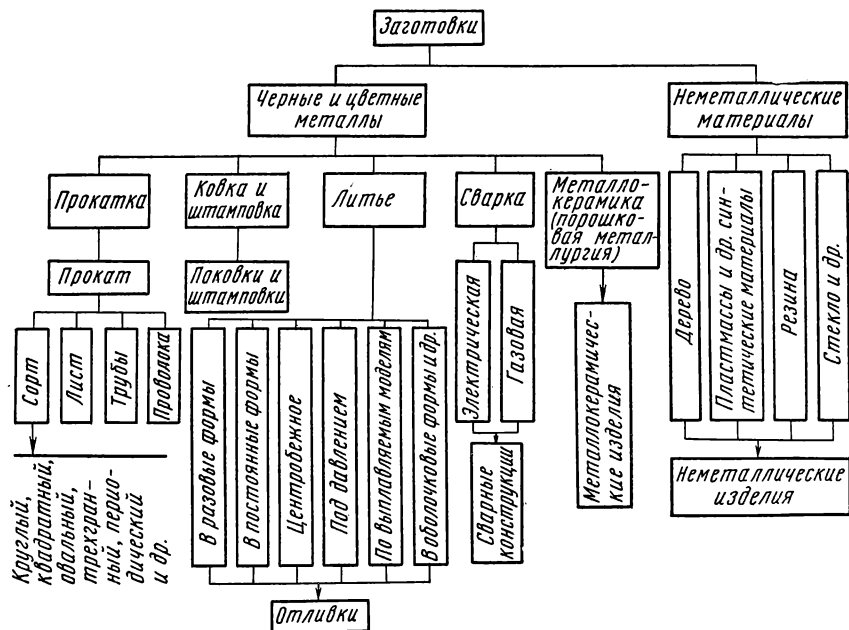 Заготовки
Черные и цветные
металлы
Неметаллические
материалы
Прокатка
Ковка и
штамповка
Литье
Сварка
Металло-
керамика
(порошко-
вая метал-
лургия)
Прокат
Поковки и
штамповки
Сорт
Лист
Трубы
Проволока
Круглый,
квадратный,
овальный,
трехгран-
ный, перио-
дический
и др.
В разовые формы
В постоянные формы
Центробежное
Под давлением
По выплавляемым моделям
В оболочковые формы и др.
Отливки
Электрическая
Газовая
Сварные
конструкции
Металлокерамичес-
кие изделия
Дерево
Пластмассы и др. син-
тетические материалы
Резина
Стекло и др.
Неметаллические
изделия